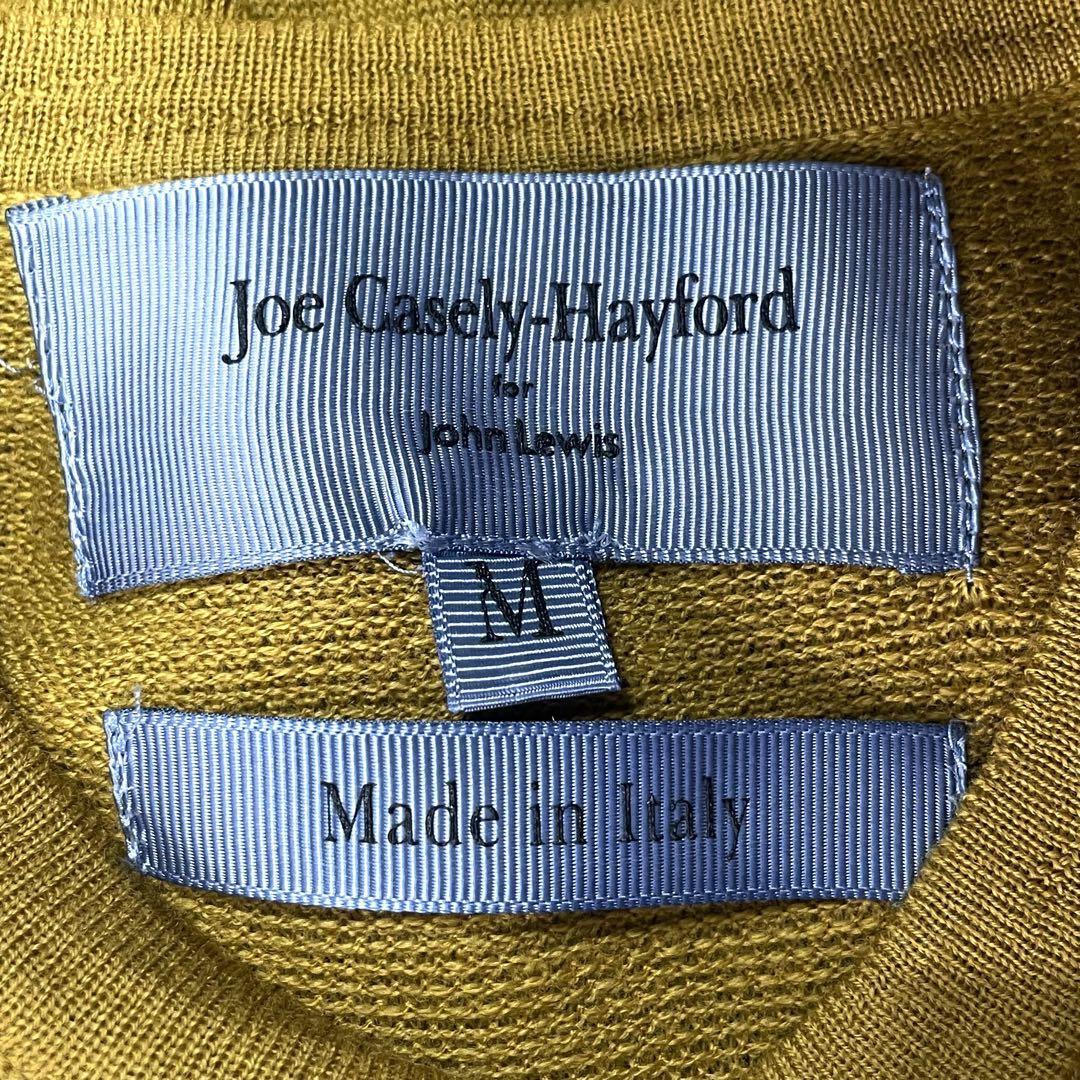 Joe Casely-Hayford
for
John Lewis
M
Made in Italy